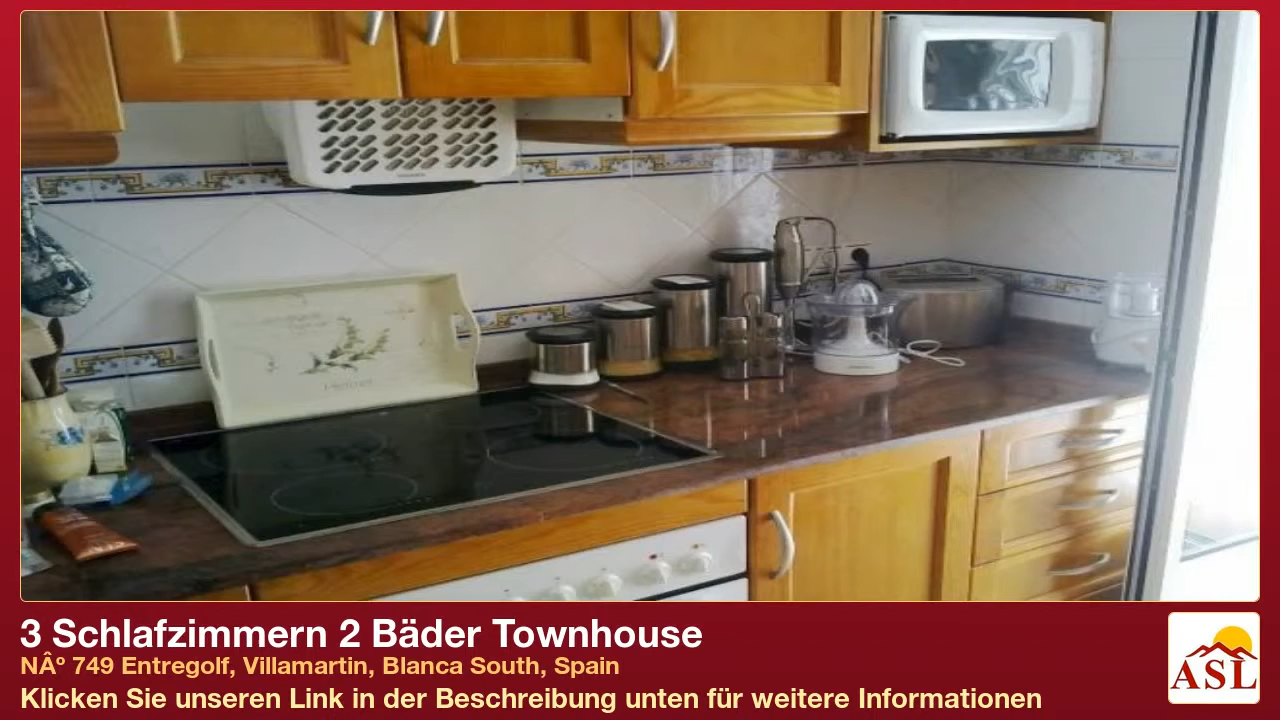 3 Schlafzimmern 2 Bäder Townhouse
NÂº 749 Entregolf, Villamartin, Blanca South, Spain
Klicken Sie unseren Link in der Beschreibung unten für weitere Informationen
ASL